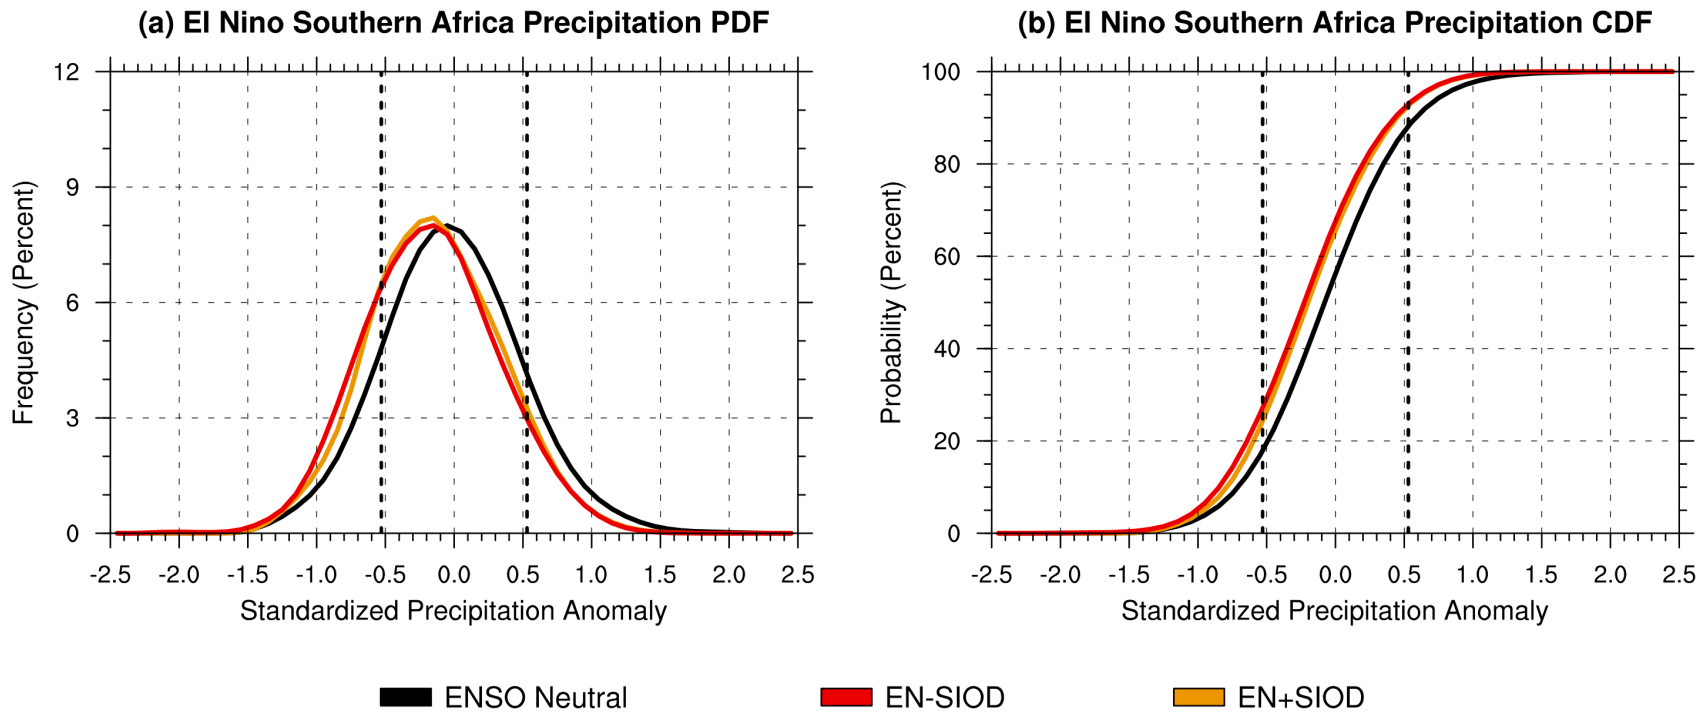 (a) El Nino Southern Africa Precipitation PDF
12
9
6
3
0
Frequency (Percent)
-2.5 -2.0 -1.5 -1.0 -0.5 0.0 0.5 1.0 1.5 2.0 2.5
Standardized Precipitation Anomaly
(b) El Nino Southern Africa Precipitation CDF
100
80
60
40
20
0
Probability (Percent)
-2.5 -2.0 -1.5 -1.0 -0.5 0.0 0.5 1.0 1.5 2.0 2.5
Standardized Precipitation Anomaly
ENSO Neutral EN-SIOD EN+SIOD